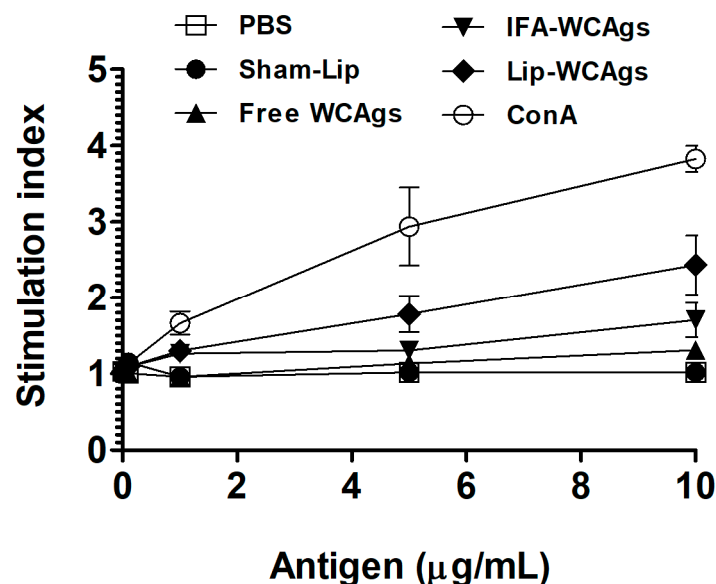 PBS
Sham-Lip
Free WCAgs
IFA-WCAgs
Lip-WCAgs
ConA
Stimulation index
5
4
3
2
1
0
0 2 4 6 8 10
Antigen (μg/mL)